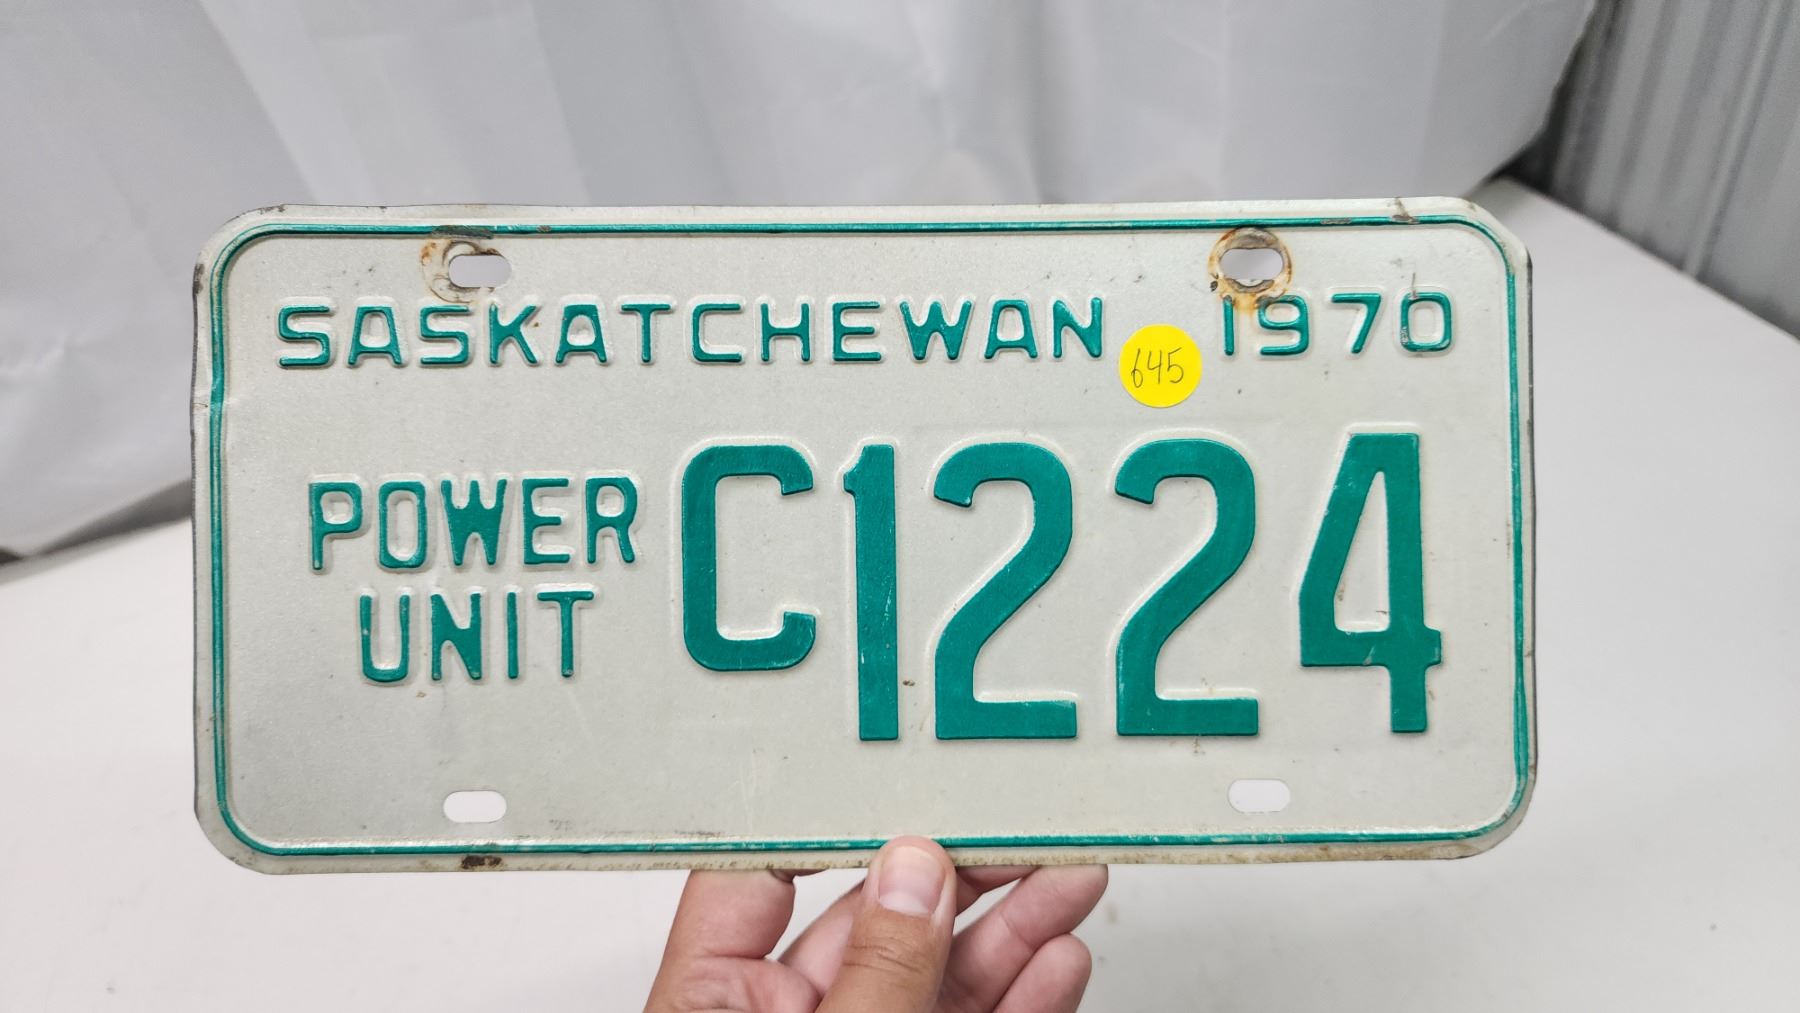 SASKATCHEWAN 1970
645
POWER UNIT C1224